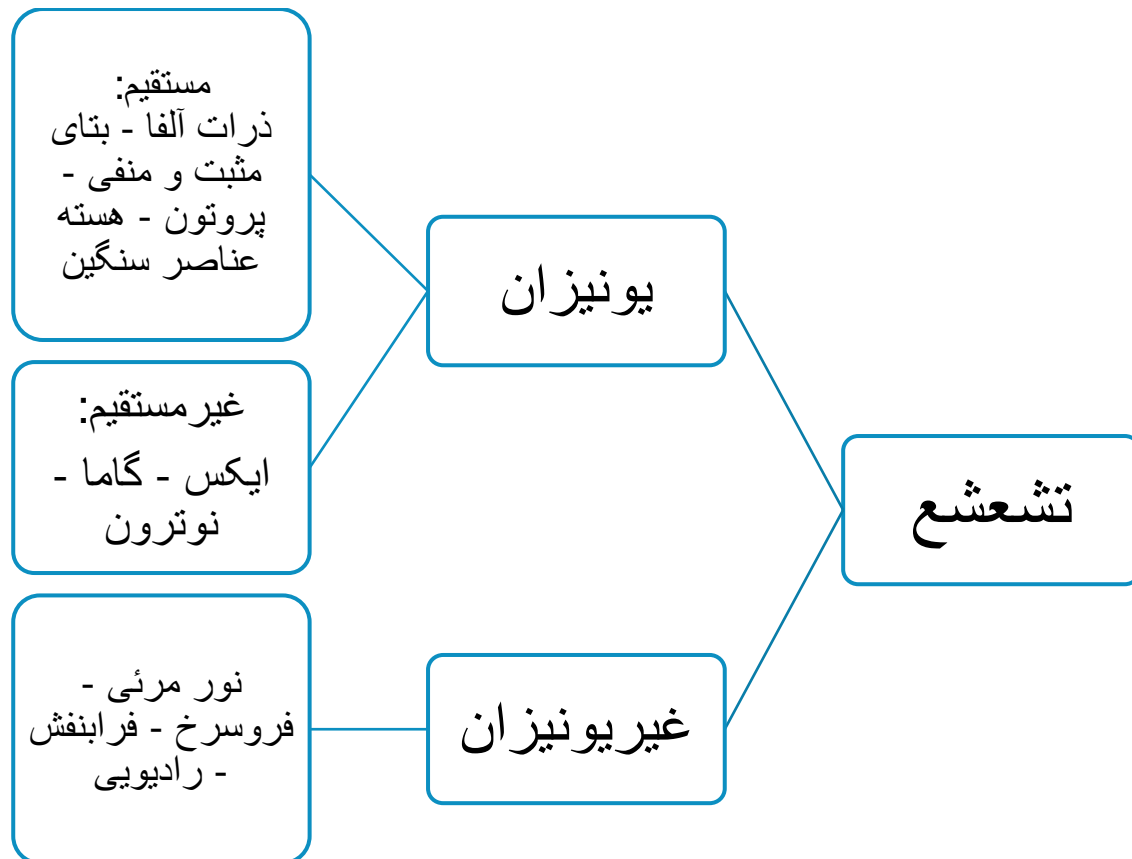 تشعشع
یونیزان
مستقیم:
ذرات آلفا - بتای
مثبت و منفی -
پروتون - هسته
عناصر سنگین
غیرمستقیم:
ایکس - گاما -
نوترون
غیریونیزان
نور مرئی -
فروسرخ - فرابنفش
- رادیویی